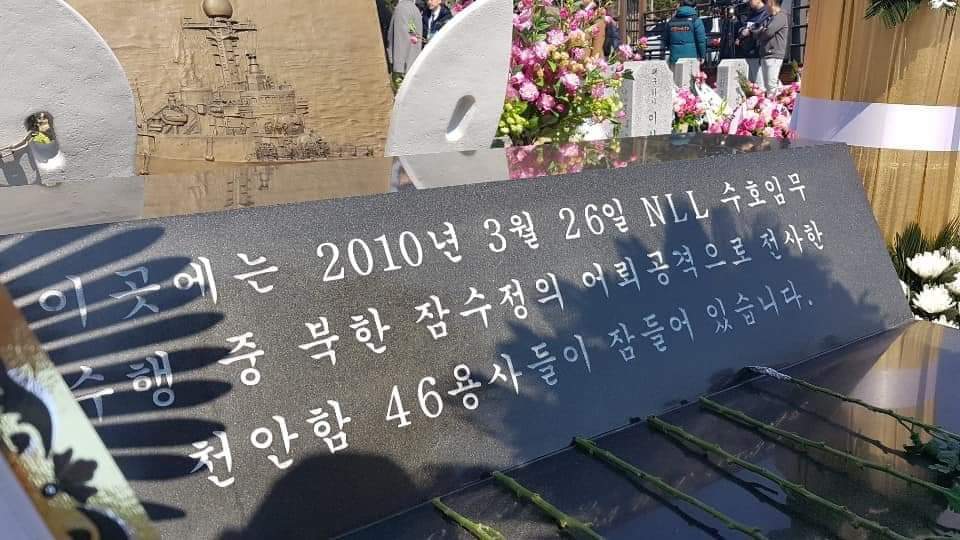 이 곳에는 2010년 3월 26일 NLL 수호임무
수행 중 북한 잠수정의 어뢰공격으로 전사한
천안함 46용사들이 잠들어 있습니다.